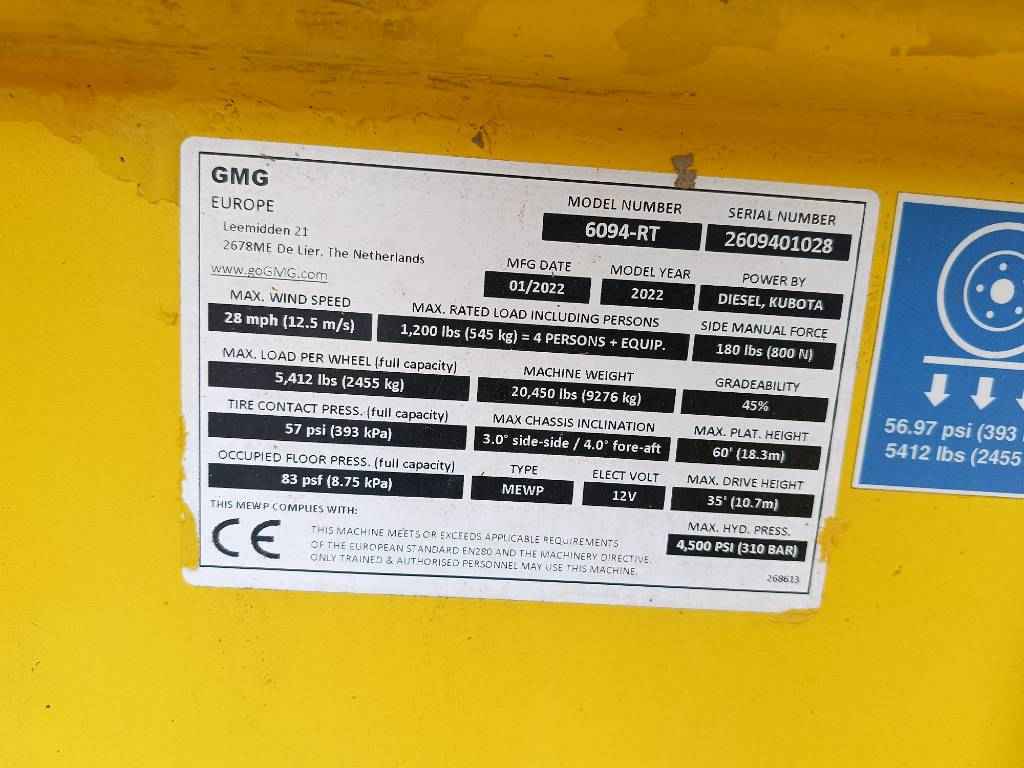 GMG
EUROPE
Leemidden 21
2678ME De Lier. The Netherlands
www.goGMG.com
MODEL NUMBER
6094-RT
SERIAL NUMBER
2609401028
MFG DATE
01/2022
MODEL YEAR
2022
POWER BY
DIESEL, KUBOTA
MAX. WIND SPEED
28 mph (12.5 m/s)
MAX. RATED LOAD INCLUDING PERSONS
1,200 lbs (545 kg) = 4 PERSONS + EQUIP.
SIDE MANUAL FORCE
180 lbs (800 N)
MAX. LOAD PER WHEEL (full capacity)
5,412 lbs (2455 kg)
MACHINE WEIGHT
20,450 lbs (9276 kg)
GRADEABILITY
45%
TIRE CONTACT PRESS. (full capacity)
57 psi (393 kPa)
MAX CHASSIS INCLINATION
3.0° side-side / 4.0° fore-aft
MAX. PLAT. HEIGHT
60' (18.3m)
OCCUPIED FLOOR PRESS. (full capacity)
83 psf (8.75 kPa)
TYPE
MEWP
ELECT VOLT
12V
MAX. DRIVE HEIGHT
35' (10.7m)
THIS MEWP COMPLIES WITH:
CE
THIS MACHINE MEETS OR EXCEEDS APPLICABLE REQUIREMENTS
OF THE EUROPEAN STANDARD EN280 AND THE MACHINERY DIRECTIVE.
ONLY TRAINED & AUTHORISED PERSONNEL MAY USE THIS MACHINE.
MAX. HYD. PRESS.
4,500 PSI (310 BAR)
268613
56.97 psi (393
5412 lbs (2455